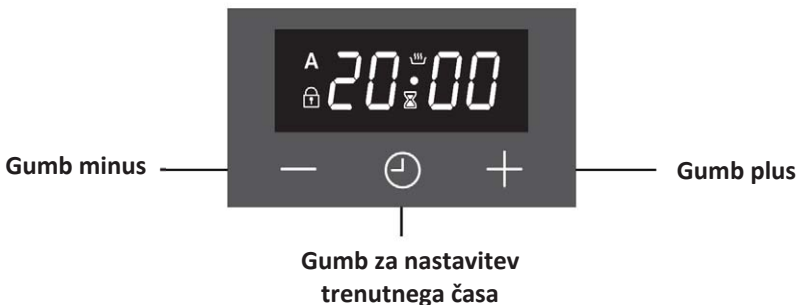 A
20:00
Gumb minus
Gumb plus
Gumb za nastavitev
trenutnega časa